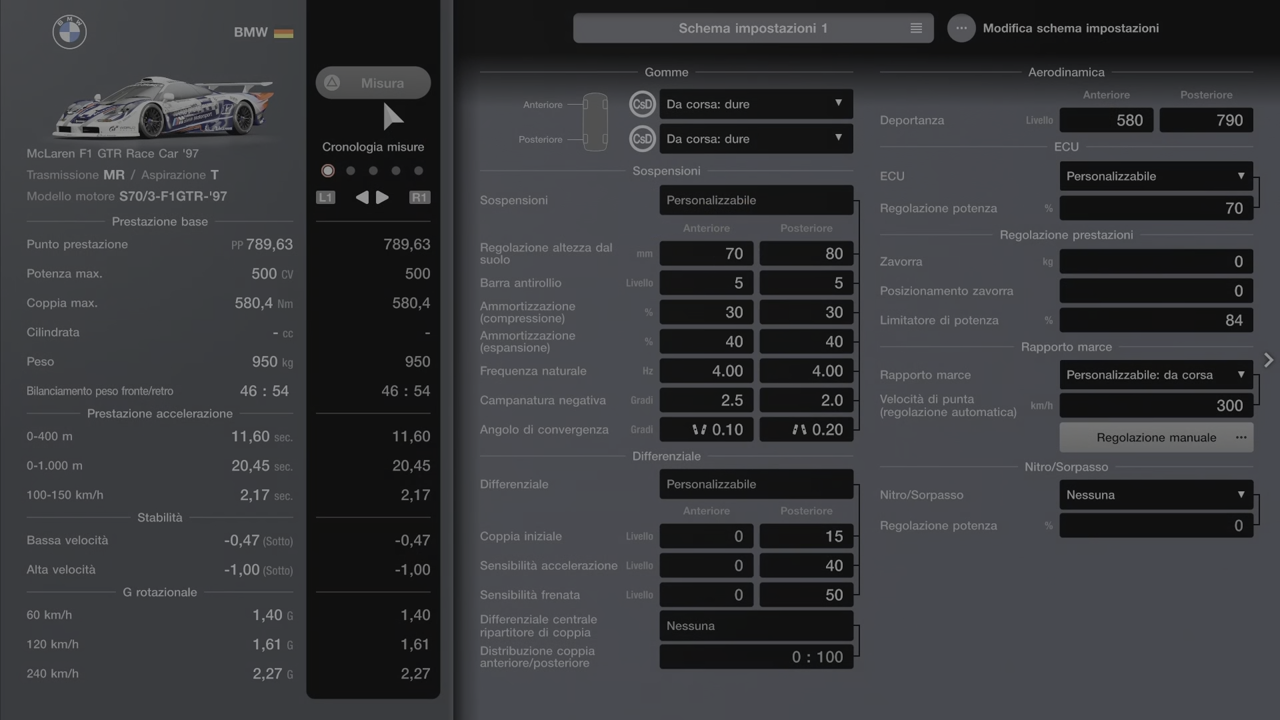 BMW
McLaren F1 GTR Race Car '97
Trasmissione MR / Aspirazione T
Modello motore S70/3-F1GTR-'97
Prestazione base
Punto prestazione PP 789,63
Potenza max. 500 CV
Coppia max. 580,4 Nm
Cilindrata - cc
Peso 950 kg
Bilanciamento peso fronte/retro 46 : 54
Prestazione accelerazione
0-400 m 11,60 sec.
0-1.000 m 20,45 sec.
100-150 km/h 2,17 sec.
Stabilità
Bassa velocità -0,47 (Sotto)
Alta velocità -1,00 (Sotto)
G rotazionale
60 km/h 1,40 G
120 km/h 1,61 G
240 km/h 2,27 G
Misura
Cronologia misure
L1 R1
789,63
500
580,4
-
950
46 : 54
11,60
20,45
2,17
-0,47
-1,00
1,40
1,61
2,27
Schema impostazioni 1
Modifica schema impostazioni
Gomme
Anteriore CsD Da corsa: dure
Posteriore CsD Da corsa: dure
Sospensioni
Sospensioni Personalizzabile
Anteriore Posteriore
Regolazione altezza dal
suolo mm 70 80
Barra antirollio Livello 5 5
Ammortizzazione
(compressione) % 30 30
Ammortizzazione
(espansione) % 40 40
Frequenza naturale Hz 4.00 4.00
Campanatura negativa Gradi 2.5 2.0
Angolo di convergenza Gradi 0.10 0.20
Differenziale
Differenziale Personalizzabile
Anteriore Posteriore
Coppia iniziale Livello 0 15
Sensibilità accelerazione Livello 0 40
Sensibilità frenata Livello 0 50
Differenziale centrale
ripartitore di coppia Nessuna
Distribuzione coppia
anteriore/posteriore 0 : 100
Aerodinamica
Anteriore Posteriore
Deportanza Livello 580 790
ECU
ECU Personalizzabile
Regolazione potenza % 70
Regolazione prestazioni
Zavorra kg 0
Posizionamento zavorra 0
Limitatore di potenza % 84
Rapporto marce
Rapporto marce Personalizzabile: da corsa
Velocità di punta
(regolazione automatica) km/h 300
Regolazione manuale
Nitro/Sorpasso
Nitro/Sorpasso Nessuna
Regolazione potenza % 0